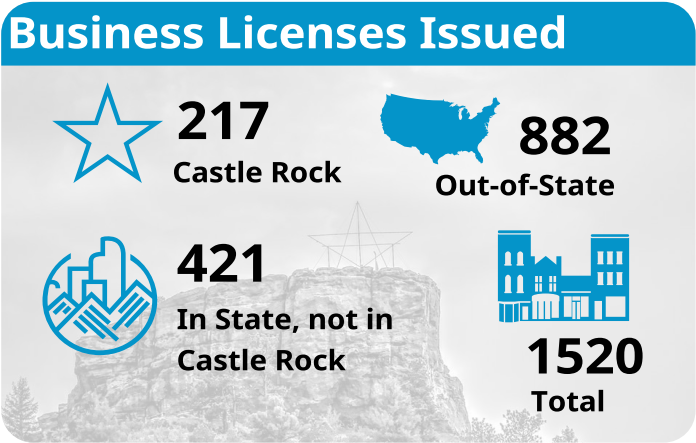 Business Licenses Issued
217
Castle Rock
882
Out-of-State
421
In State, not in
Castle Rock
1520
Total